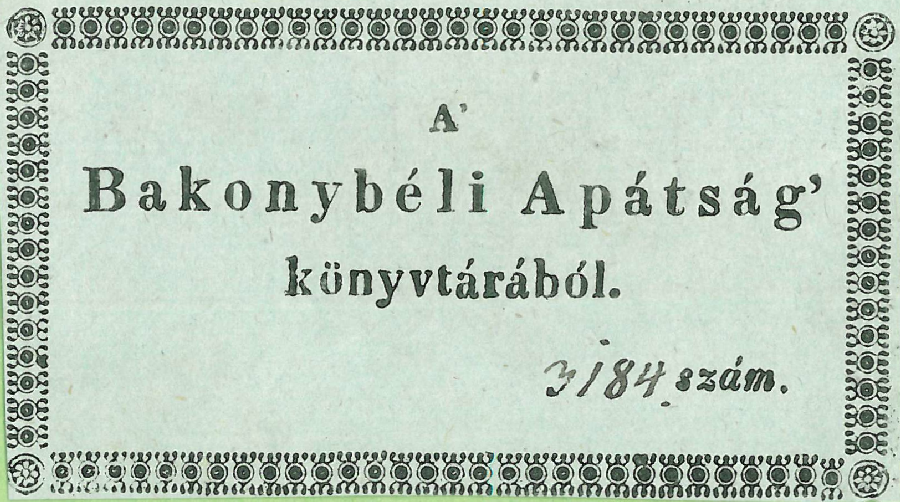 A'
Bakonybéli Apátság'
könyvtárából.
3184 szám.